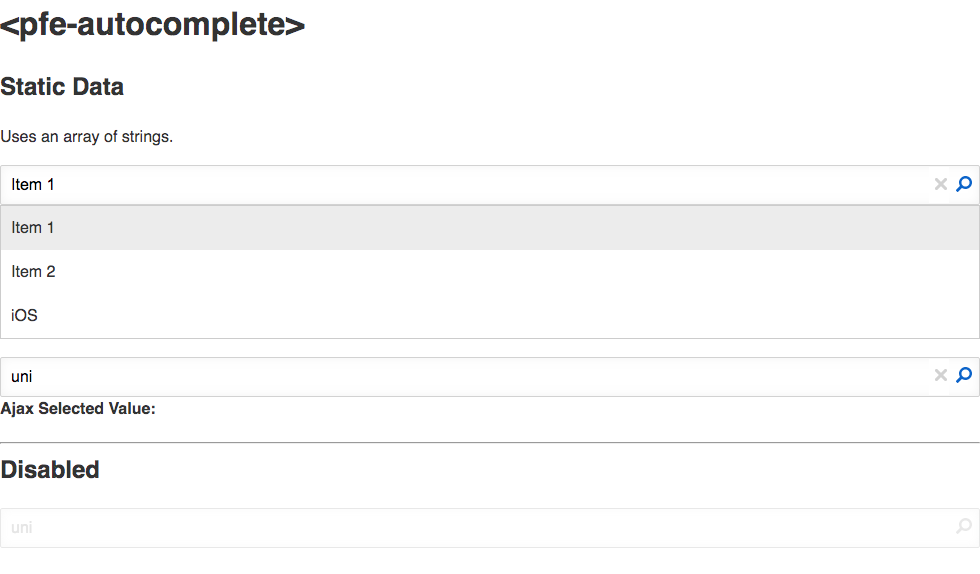 <pfe-autocomplete>
Static Data
Uses an array of strings.
Item 1
Item 1
Item 2
iOS
uni
Ajax Selected Value:
Disabled
uni